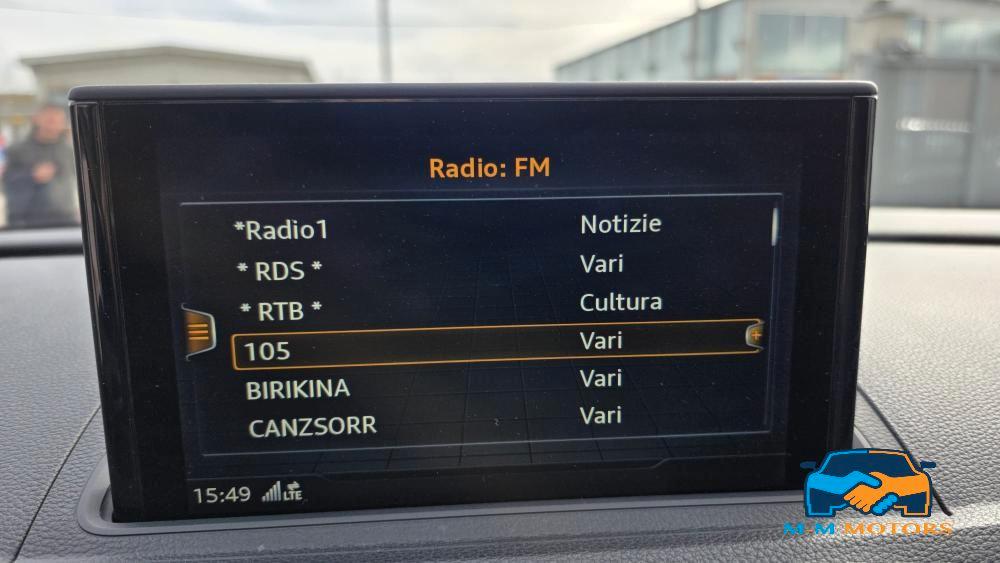 Radio: FM
*Radio1 Notizie
* RDS * Vari
* RTB * Cultura
105 Vari
BIRIKINA Vari
CANZSORR Vari
15:49 LTE
M-M MOTORS